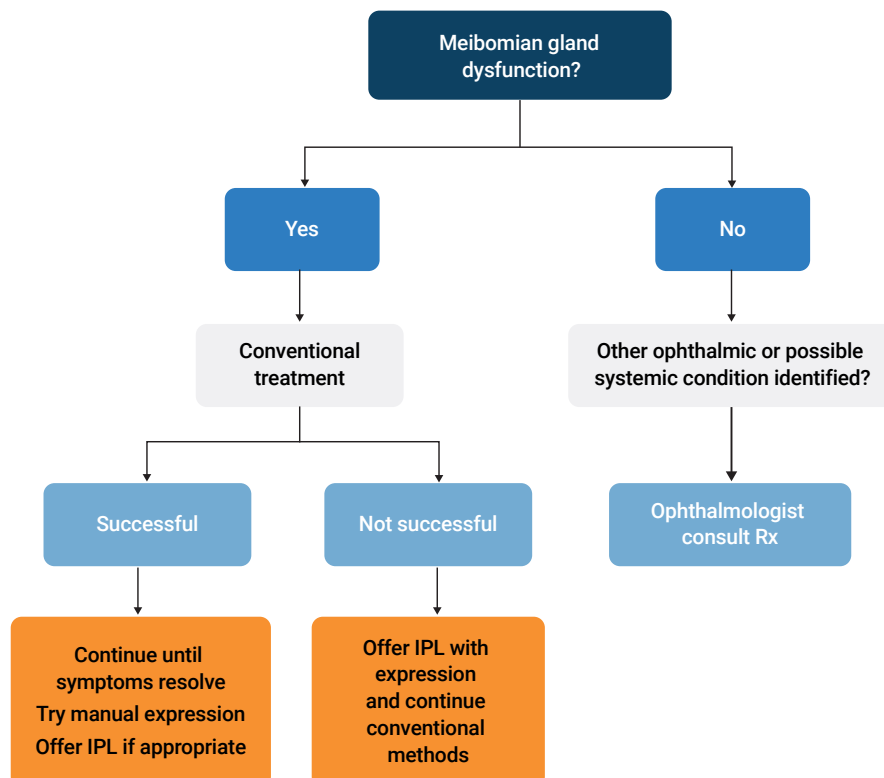 Meibomian gland
dysfunction?
Yes
No
Conventional
treatment
Other ophthalmic or possible
systemic condition identified?
Successful
Not successful
Ophthalmologist
consult Rx
Continue until
symptoms resolve
Try manual expression
Offer IPL if appropriate
Offer IPL with
expression
and continue
conventional
methods